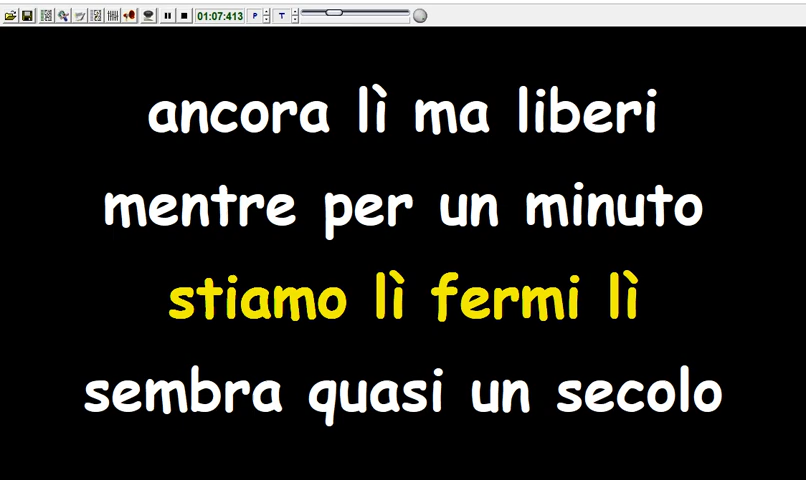 01:07:413
P
T
ancora lì ma liberi
mentre per un minuto
stiamo lì fermi lì
sembra quasi un secolo